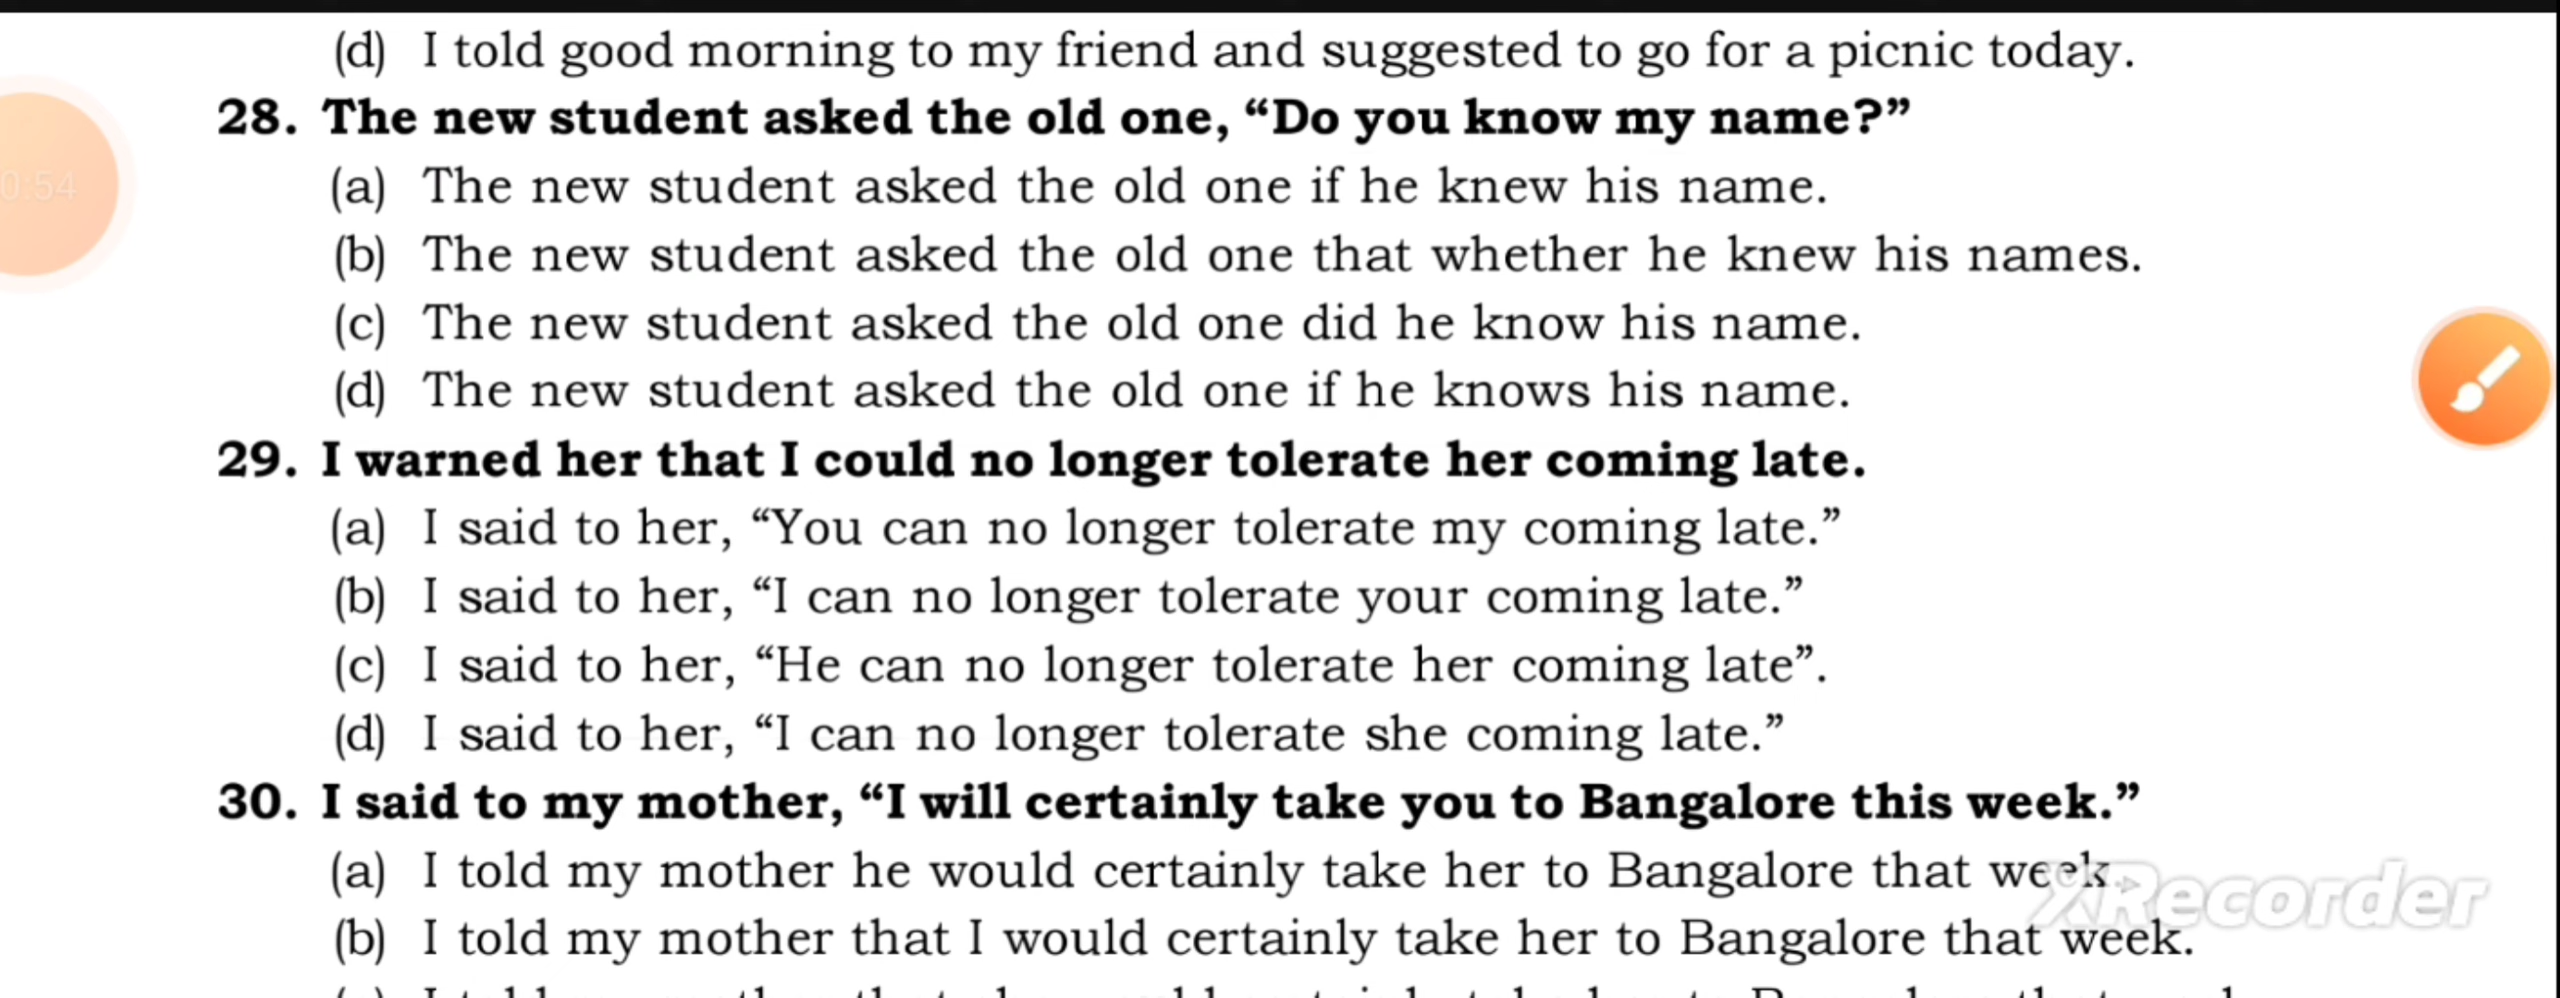 (d) I told good morning to my friend and suggested to go for a picnic today.
28. The new student asked the old one, “Do you know my name?”
0:54
(a) The new student asked the old one if he knew his name.
(b) The new student asked the old one that whether he knew his names.
(c) The new student asked the old one did he know his name.
(d) The new student asked the old one if he knows his name.
29. I warned her that I could no longer tolerate her coming late.
(a) I said to her, “You can no longer tolerate my coming late.”
(b) I said to her, “I can no longer tolerate your coming late.”
(c) I said to her, “He can no longer tolerate her coming late”.
(d) I said to her, “I can no longer tolerate she coming late.”
30. I said to my mother, “I will certainly take you to Bangalore this week.”
(a) I told my mother he would certainly take her to Bangalore that week.
XRecorder
(b) I told my mother that I would certainly take her to Bangalore that week.